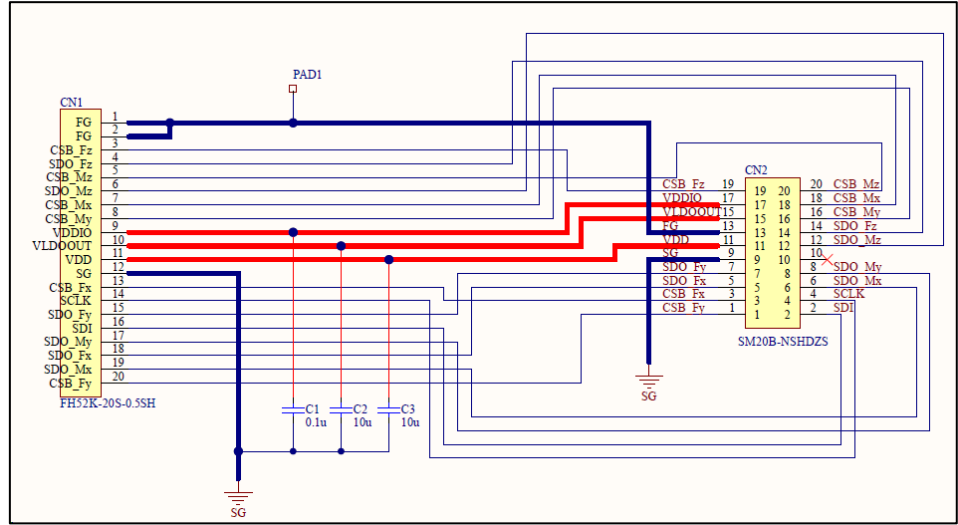 PAD1
CN1
FG 1
FG 2
CSB_Fz 3
SDO_Fz 4
CSB_Mz 5
SDO_Mz 6
CSB_Mx 7
CSB_My 8
VDDIO 9
VLDOOUT 10
VDD 11
SG 12
CSB_Fx 13
SCLK 14
SDO_Fy 15
SDI 16
SDO_My 17
SDO_Fx 18
SDO_Mx 19
CSB_Fy 20
FH52K-20S-0.5SH
C1
0.1u
C2
10u
C3
10u
SG
CN2
CSB_Fz 19 19 20 20 CSB_Mz
VDDIO 17 17 18 18 CSB_Mx
VLDOOUT 15 15 16 16 CSB_My
FG 13 13 14 14 SDO_Fz
VDD 11 11 12 12 SDO_Mz
SG 9 9 10 10
SDO_Fy 7 7 8 8 SDO_My
SDO_Fx 5 5 6 6 SDO_Mx
CSB_Fx 3 3 4 4 SCLK
CSB_Fy 1 1 2 2 SDI
SM20B-NSHDZS
SG